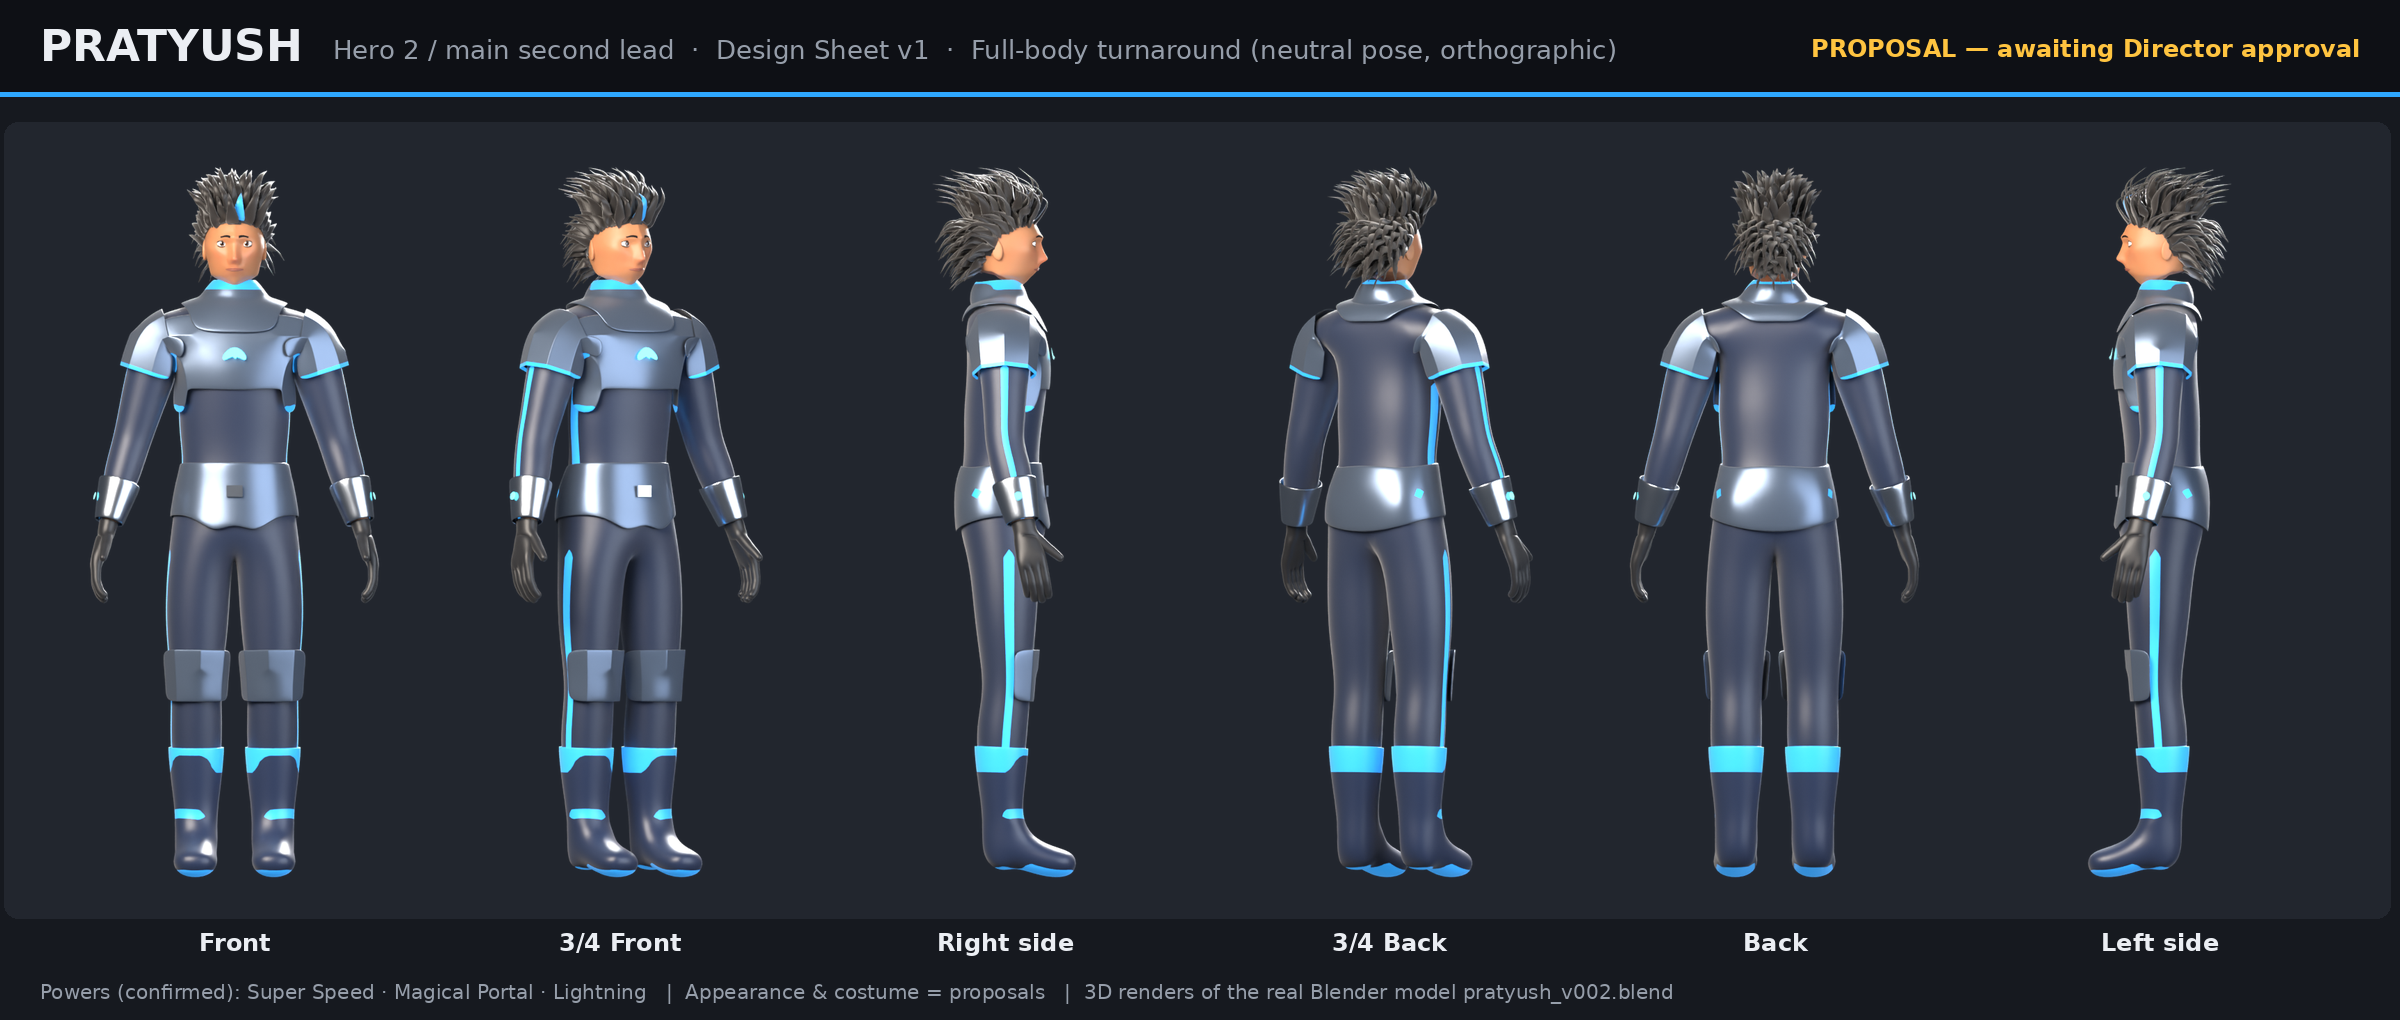 PRATYUSH Hero 2 / main second lead · Design Sheet v1 · Full-body turnaround (neutral pose, orthographic) PROPOSAL — awaiting Director approval
Front 3/4 Front Right side 3/4 Back Back Left side
Powers (confirmed): Super Speed · Magical Portal · Lightning | Appearance & costume = proposals | 3D renders of the real Blender model pratyush_v002.blend